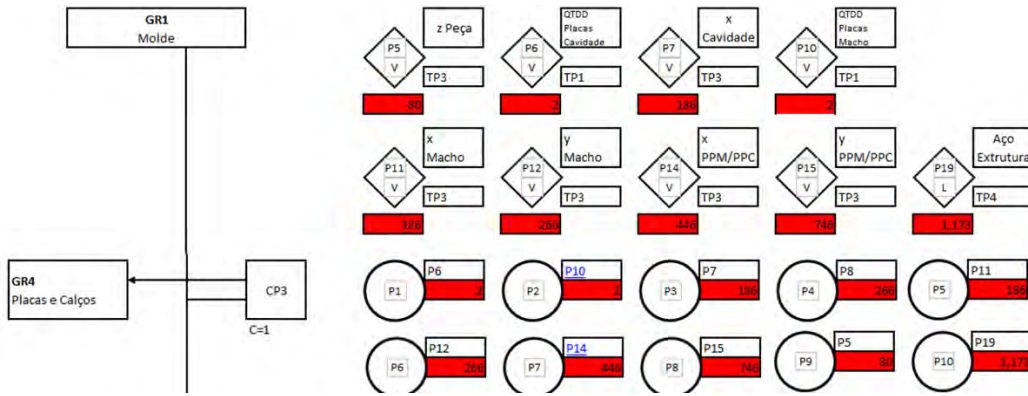 GR1
Molde
P5
V
z Peça
TP3
80
P6
V
QTDD
Placas
Cavidade
TP1
2
P7
V
x
Cavidade
TP3
186
P10
V
QTDD
Placas
Macho
TP1
2
P11
V
x
Macho
TP3
186
P12
V
y
Macho
TP3
266
P14
V
x
PPM/PPC
TP3
446
P15
V
y
PPM/PPC
TP3
746
P19
L
Aço
Extrutura
TP4
1,173
GR4
Placas e Calços
CP3
C=1
P1
P6
2
P2
P10
2
P3
P7
186
P4
P8
266
P5
P11
186
P6
P12
266
P7
P14
446
P8
P15
746
P9
P5
80
P10
P19
1,173